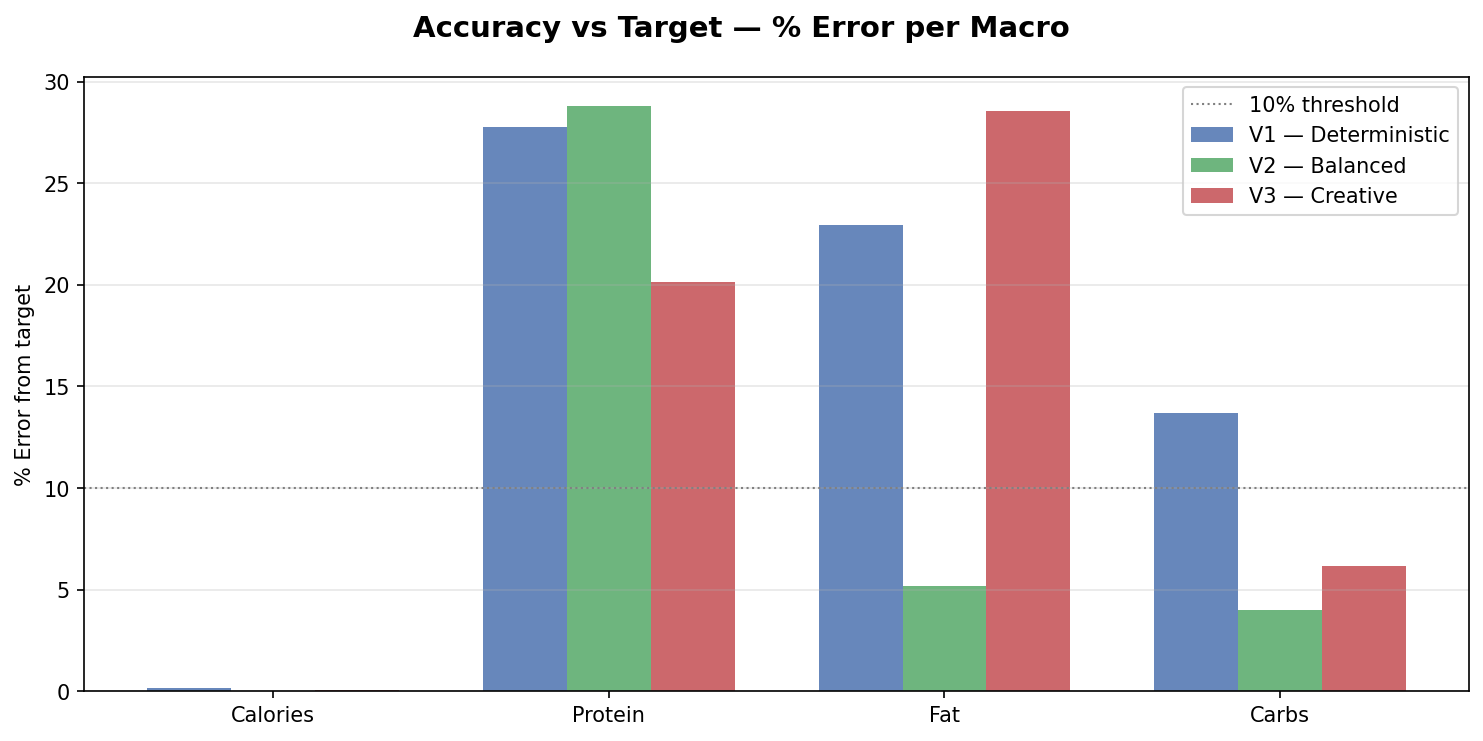 Accuracy vs Target — % Error per Macro
% Error from target
30
25
20
15
10
5
0
10% threshold
V1 — Deterministic
V2 — Balanced
V3 — Creative
Calories
Protein
Fat
Carbs